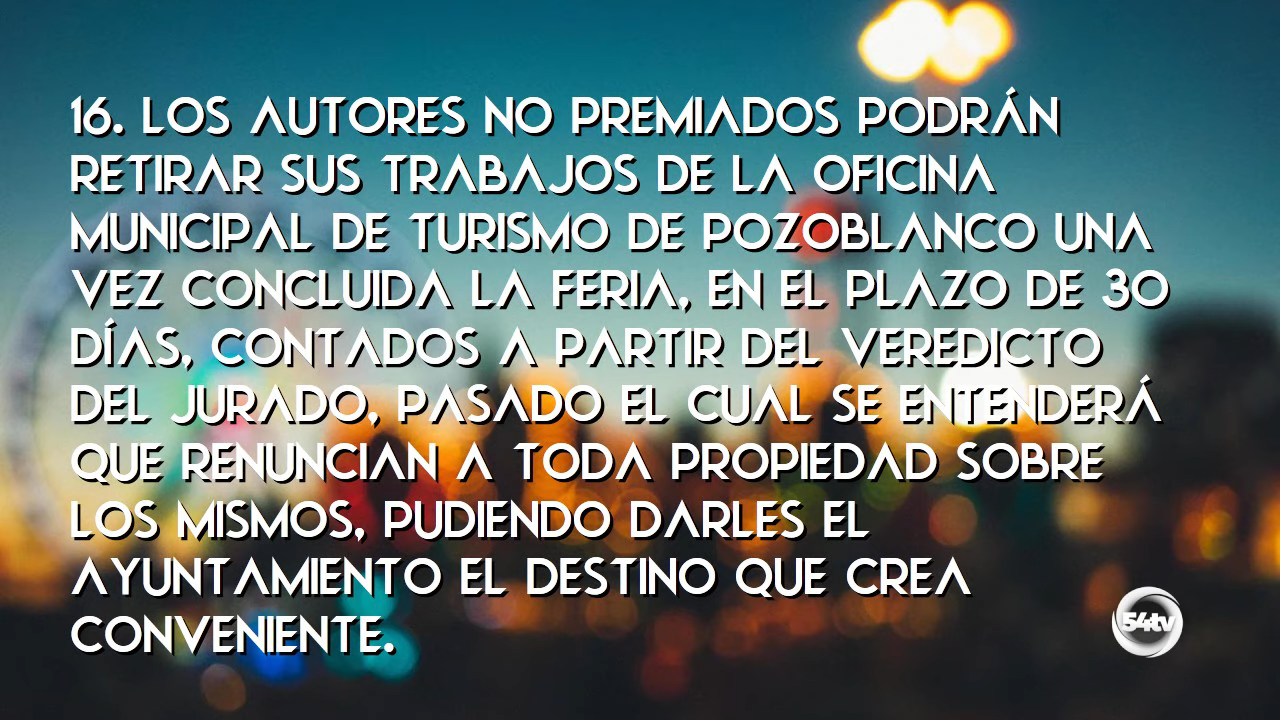 16. LOS AUTORES NO PREMIADOS PODRÁN
RETIRAR SUS TRABAJOS DE LA OFICINA
MUNICIPAL DE TURISMO DE POZOBLANCO UNA
VEZ CONCLUIDA LA FERIA, EN EL PLAZO DE 30
DÍAS, CONTADOS A PARTIR DEL VEREDICTO
DEL JURADO, PASADO EL CUAL SE ENTENDERÁ
QUE RENUNCIAN A TODA PROPIEDAD SOBRE
LOS MISMOS, PUDIENDO DARLES EL
AYUNTAMIENTO EL DESTINO QUE CREA
CONVENIENTE.
54tv